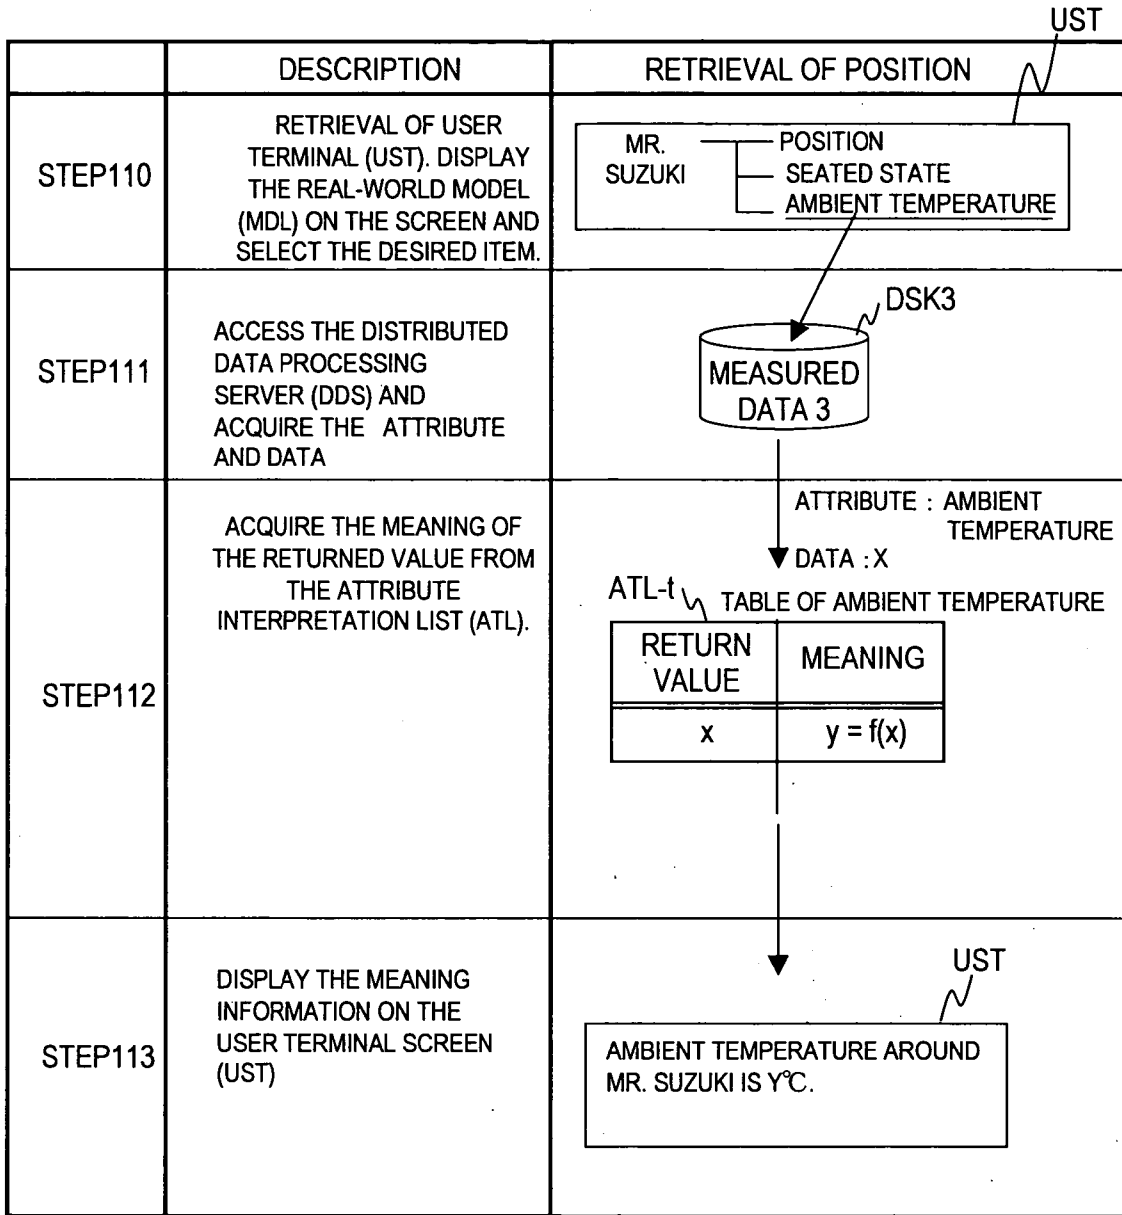 UST
DESCRIPTION
RETRIEVAL OF POSITION
STEP110
RETRIEVAL OF USER
TERMINAL (UST). DISPLAY
THE REAL-WORLD MODEL
(MDL) ON THE SCREEN AND
SELECT THE DESIRED ITEM.
MR.
SUZUKI
POSITION
SEATED STATE
AMBIENT TEMPERATURE
STEP111
ACCESS THE DISTRIBUTED
DATA PROCESSING
SERVER (DDS) AND
ACQUIRE THE ATTRIBUTE
AND DATA
DSK3
MEASURED
DATA 3
STEP112
ACQUIRE THE MEANING OF
THE RETURNED VALUE FROM
THE ATTRIBUTE
INTERPRETATION LIST (ATL).
ATTRIBUTE : AMBIENT
TEMPERATURE
DATA : X
ATL-t
TABLE OF AMBIENT TEMPERATURE
RETURN
VALUE
MEANING
x
y = f(x)
STEP113
DISPLAY THE MEANING
INFORMATION ON THE
USER TERMINAL SCREEN
(UST)
UST
AMBIENT TEMPERATURE AROUND
MR. SUZUKI IS Y℃.